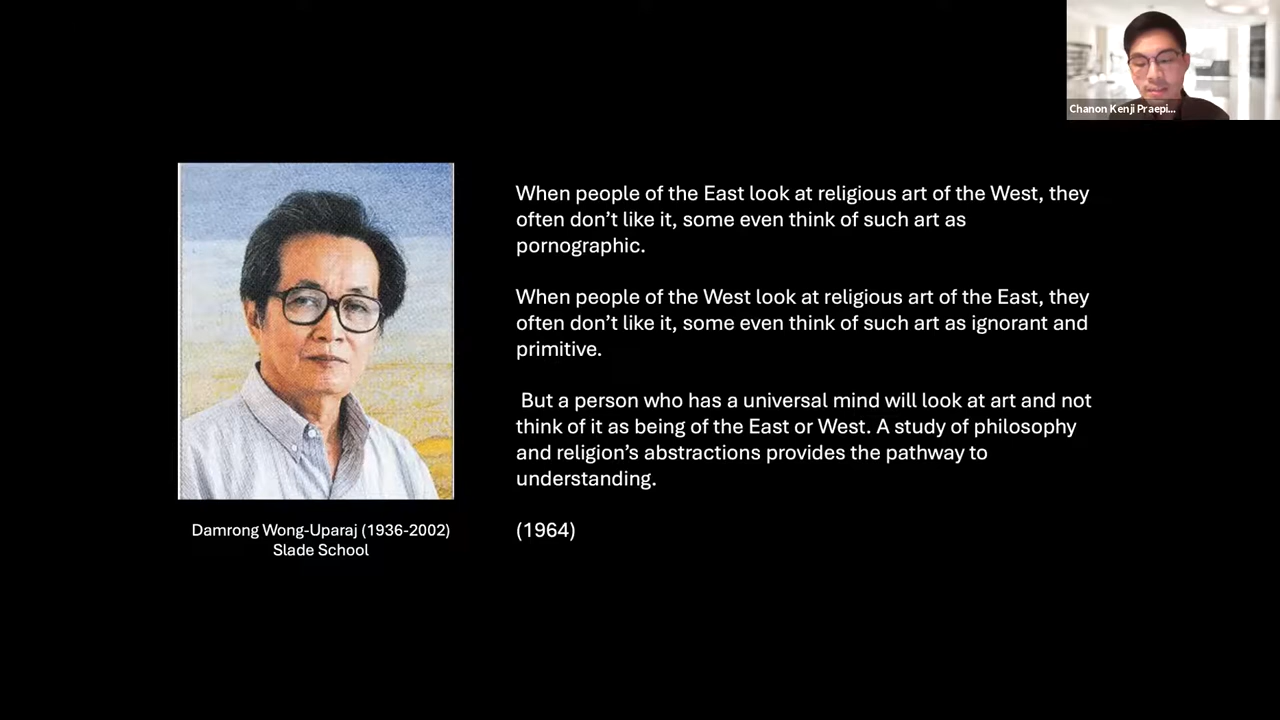 Chanon Kenji Praepi...
When people of the East look at religious art of the West, they
often don’t like it, some even think of such art as
pornographic.
When people of the West look at religious art of the East, they
often don’t like it, some even think of such art as ignorant and
primitive.
But a person who has a universal mind will look at art and not
think of it as being of the East or West. A study of philosophy
and religion’s abstractions provides the pathway to
understanding.
(1964)
Damrong Wong-Uparaj (1936-2002)
Slade School